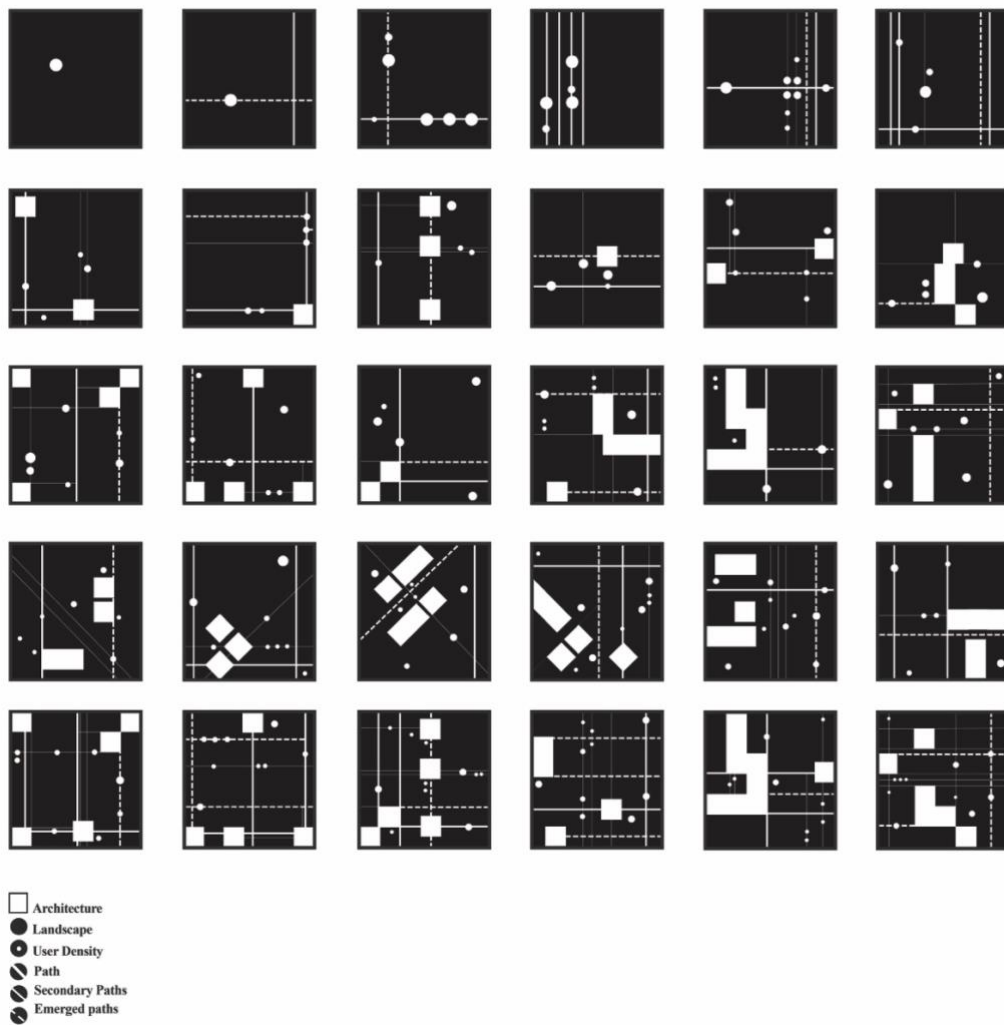 Architecture
Landscape
User Density
Path
Secondary Paths
Emerged paths